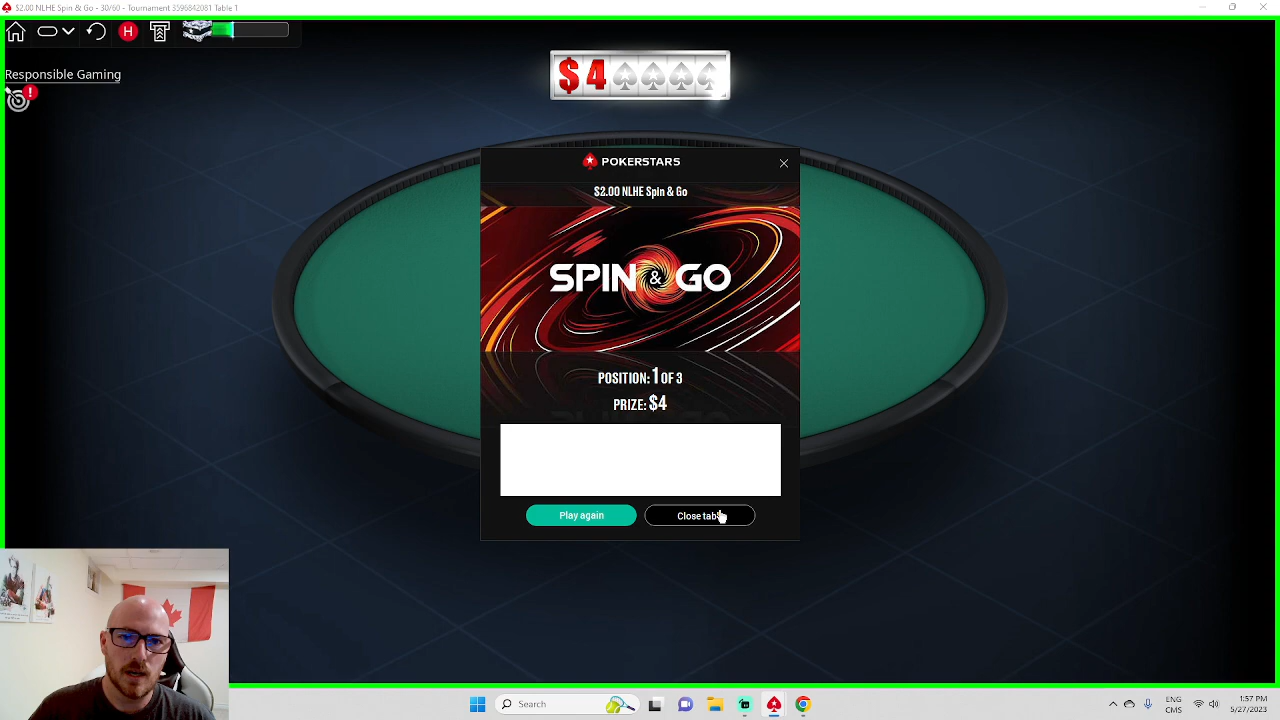 $2.00 NLHE Spin & Go - 30/60 - Tournament 3596842081 Table 1
H
Responsible Gaming
!
$4
POKERSTARS
$2.00 NLHE Spin & Go
SPIN & GO
POSITION: 1 OF 3
PRIZE: $4
Play again
Close table
Search
ENG
CMS
1:57 PM
5/27/2023